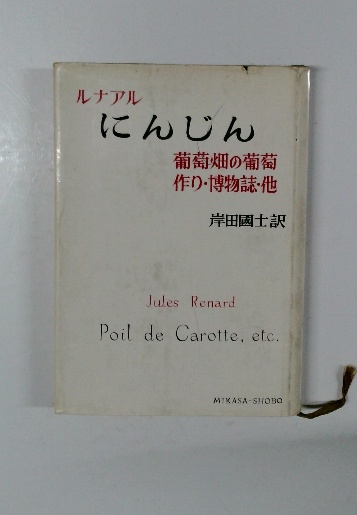 ルナアル
にんじん
葡萄畑の葡萄
作り・博物誌・他
岸田國士訳
Jules Renard
Poil de Carotte, etc.
MIKASA-SHOBO